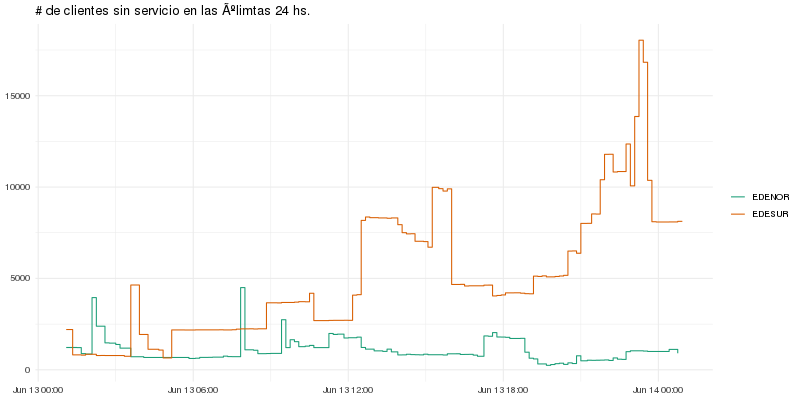 # de clientes sin servicio en las Ãºlimtas 24 hs.
15000
10000
5000
0
Jun 13 00:00
Jun 13 06:00
Jun 13 12:00
Jun 13 18:00
Jun 14 00:00
EDENOR
EDESUR